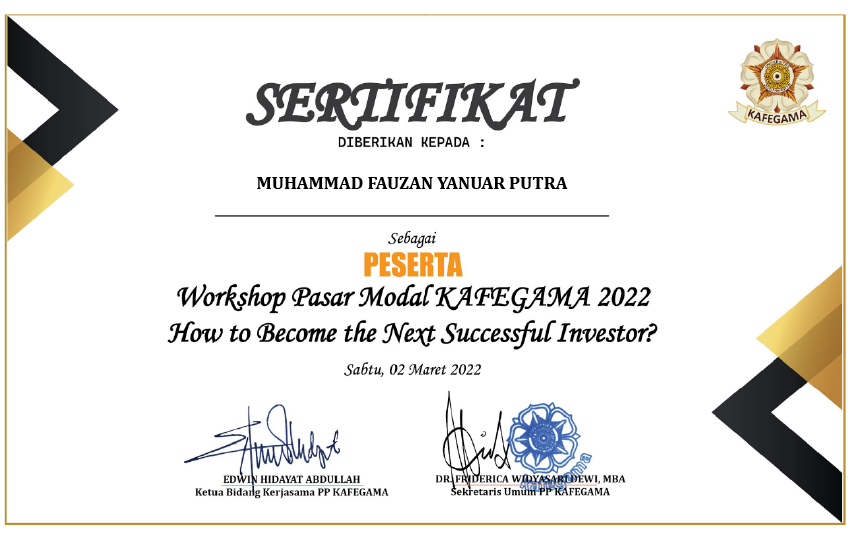 SERTIFIKAT
KAFEGAMA
DIBERIKAN KEPADA :
MUHAMMAD FAUZAN YANUAR PUTRA
Sebagai
PESERTA
Workshop Pasar Modal KAFEGAMA 2022
How to Become the Next Successful Investor?
Sabtu, 02 Maret 2022
kafegama
EDWIN HIDAYAT ABDULLAH
Ketua Bidang Kerjasama PP KAFEGAMA
DR. FRIDERICA WIDYASARI DEWI, MBA
Sekretaris Umum PP KAFEGAMA